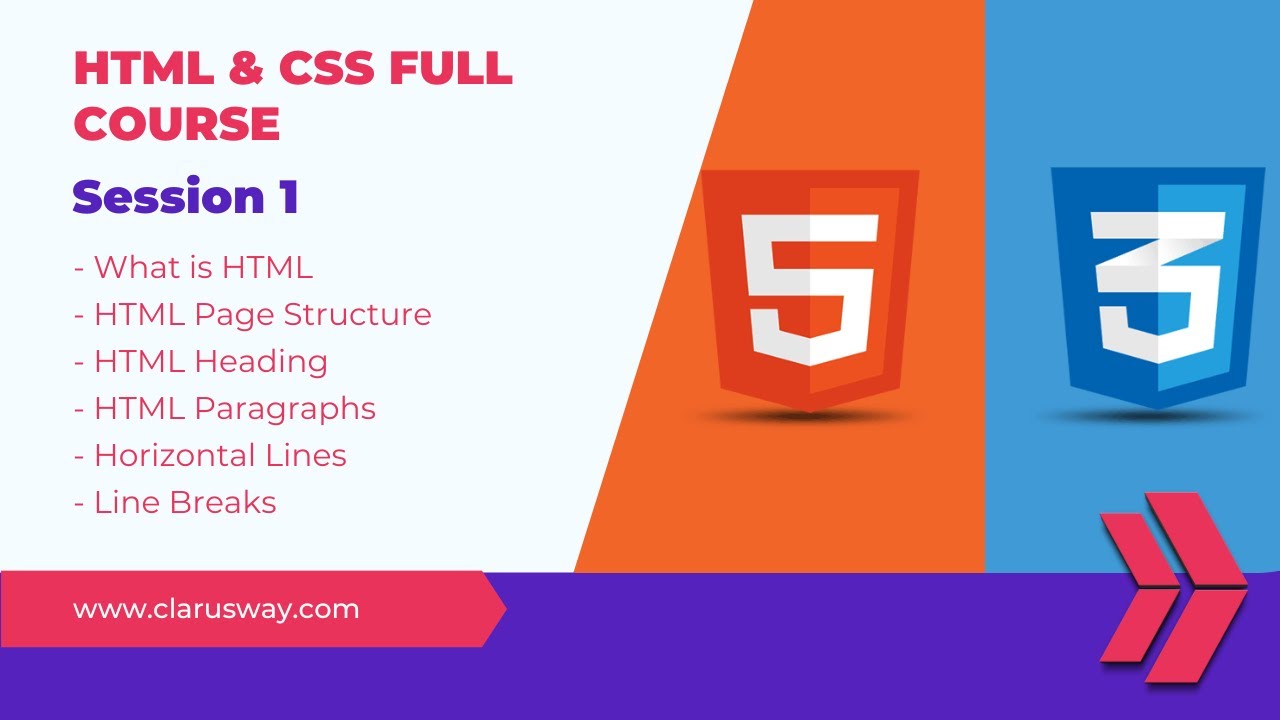 HTML & CSS FULL
COURSE
Session 1
- What is HTML
- HTML Page Structure
- HTML Heading
- HTML Paragraphs
- Horizontal Lines
- Line Breaks
www.clarusway.com
5
3